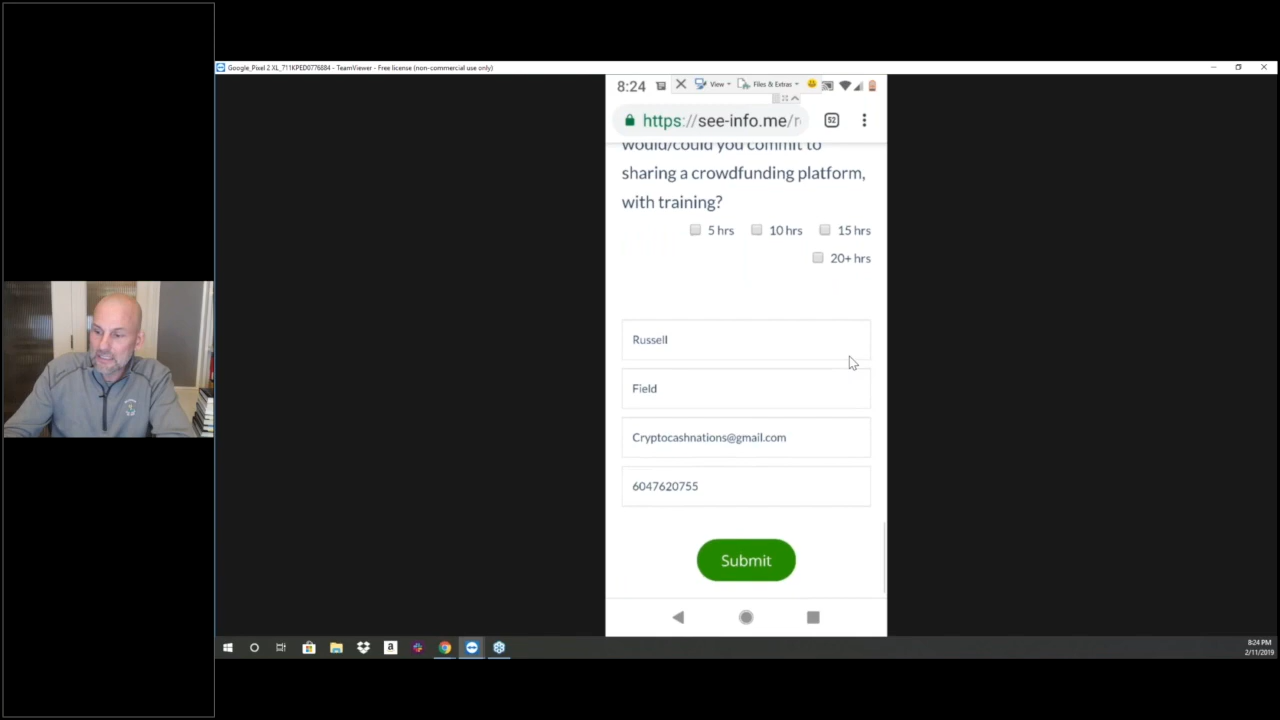 Google_Pixel 2 XL_711KPED0776884 - TeamViewer - Free license (non-commercial use only)
8:24
View
Files & Extras
https://see-info.me/r
52
would/could you commit to
sharing a crowdfunding platform,
with training?
5 hrs 10 hrs 15 hrs
20+ hrs
Russell
Field
Cryptocashnations@gmail.com
6047620755
Submit
a
8:24 PM
2/11/2019